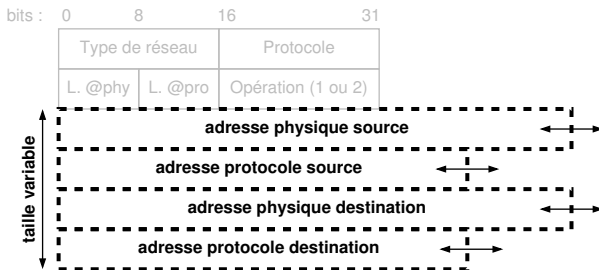 bits : 0 8 16 31
Type de réseau Protocole
L. @phy L. @pro Opération (1 ou 2)
adresse physique source
adresse protocole source
adresse physique destination
adresse protocole destination
taille variable